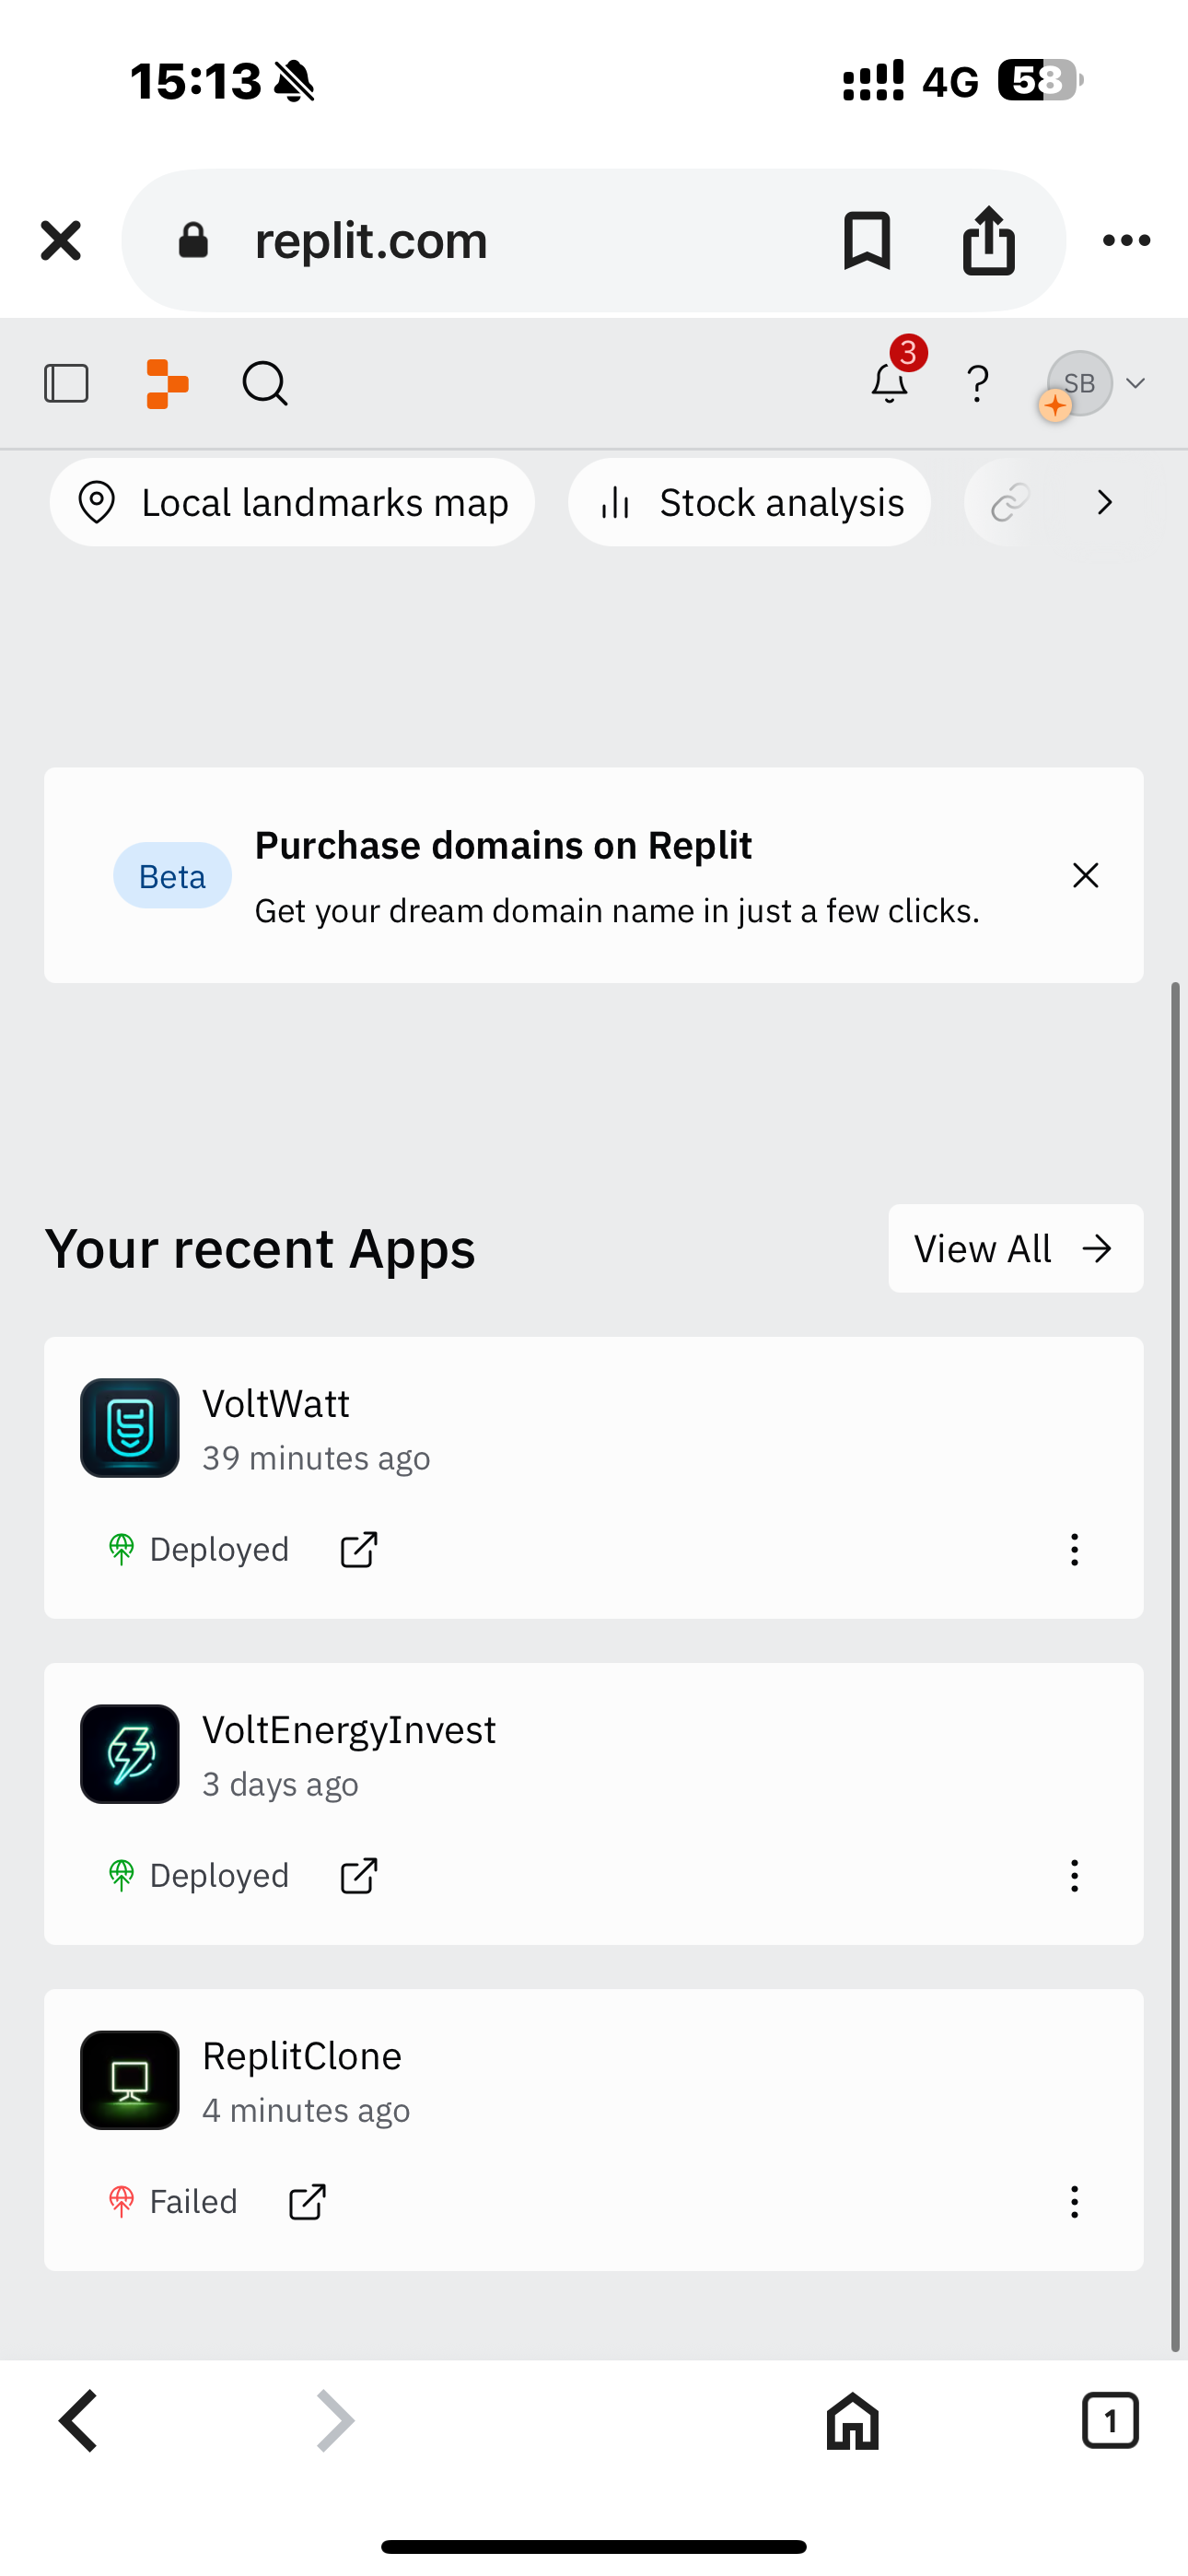 15:13
4G
58
replit.com
3
SB
Local landmarks map
Stock analysis
Beta
Purchase domains on Replit
Get your dream domain name in just a few clicks.
Your recent Apps
View All
VoltWatt
39 minutes ago
Deployed
VoltEnergyInvest
3 days ago
Deployed
ReplitClone
4 minutes ago
Failed
1